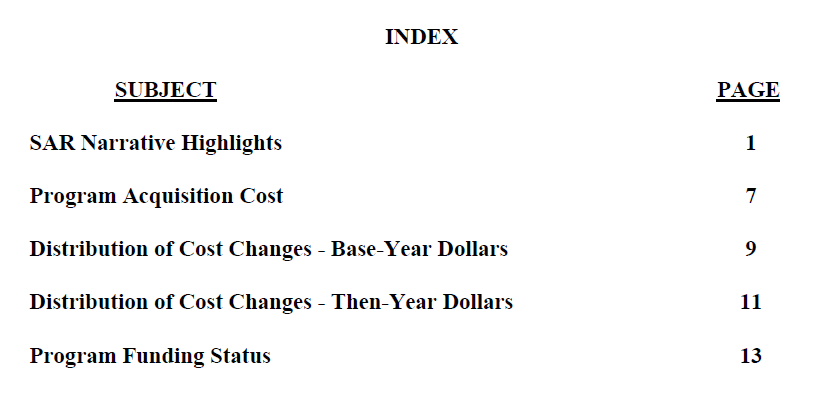 INDEX
SUBJECT PAGE
SAR Narrative Highlights 1
Program Acquisition Cost 7
Distribution of Cost Changes - Base-Year Dollars 9
Distribution of Cost Changes - Then-Year Dollars 11
Program Funding Status 13